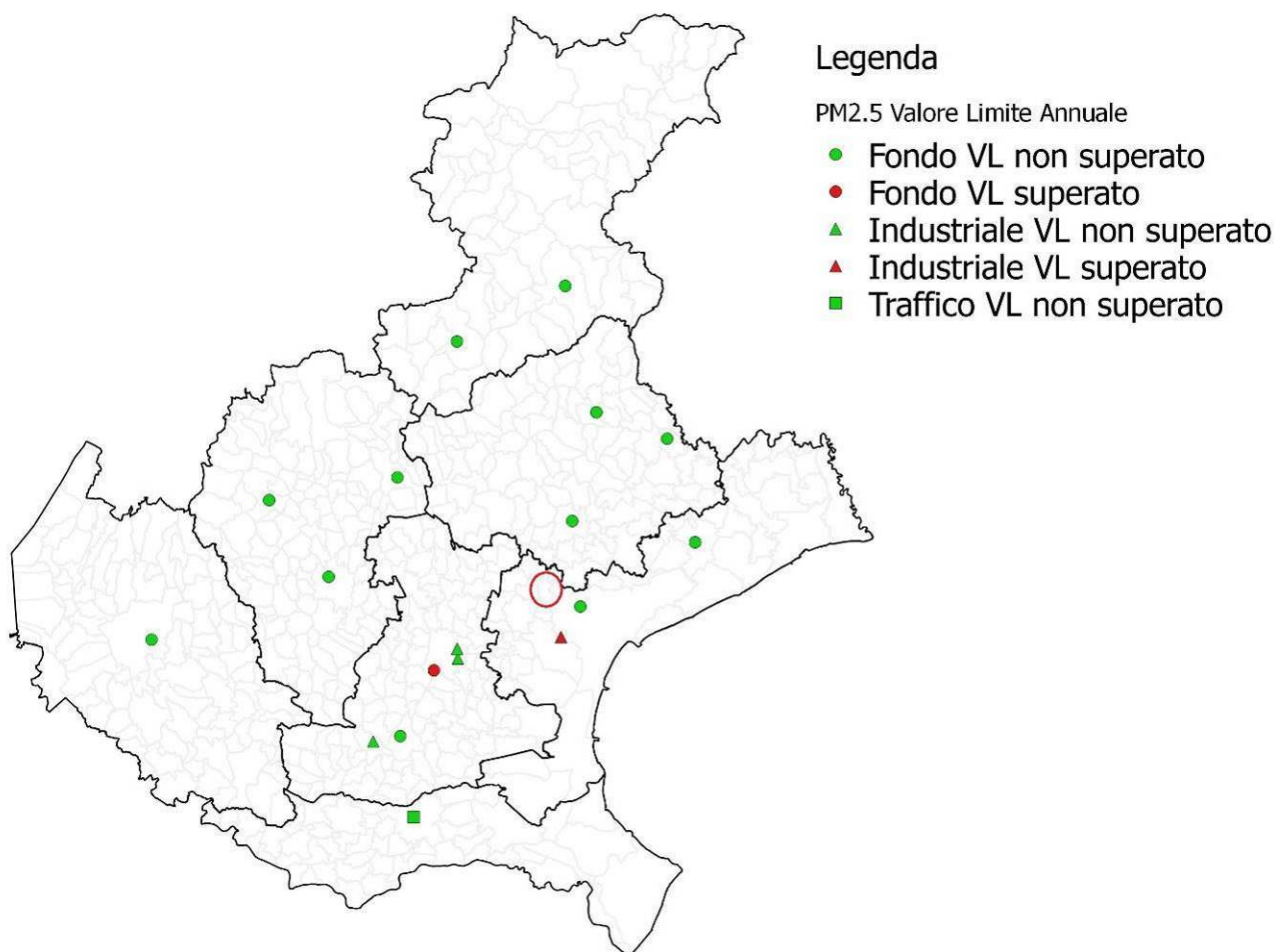 Legenda
PM2.5 Valore Limite Annuale
Fondo VL non superato
Fondo VL superato
Industriale VL non superato
Industriale VL superato
Traffico VL non superato